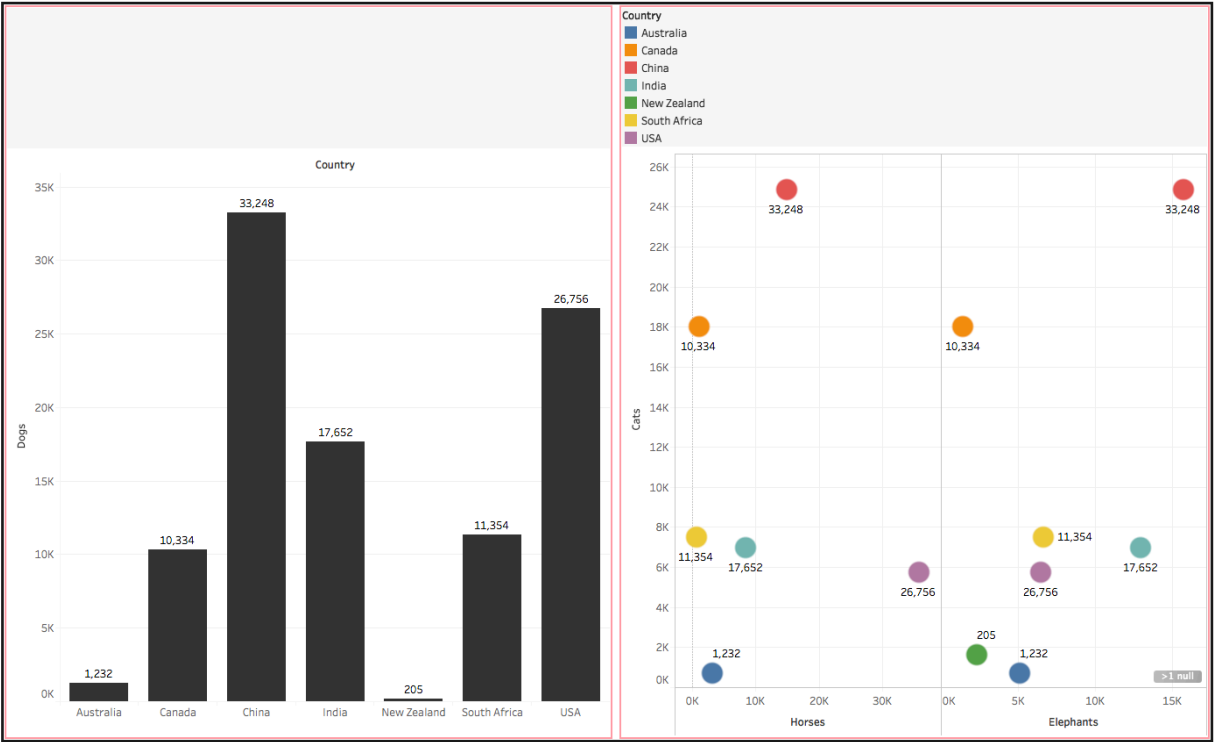 Country
35K
33,248
30K
26,756
25K
20K
17,652
Dogs
15K
11,354
10,334
10K
5K
1,232
205
0K
Australia Canada China India New Zealand South Africa USA
Country
Australia
Canada
China
India
New Zealand
South Africa
USA
26K
33,248 33,248
24K
22K
20K
18K
10,334 10,334
16K
14K
Cats
12K
10K
8K
11,354 17,652 11,354 17,652
6K
26,756 26,756
4K
205
2K
1,232 1,232
0K
>1 null
0K 10K 20K 30K 0K 5K 10K 15K
Horses Elephants